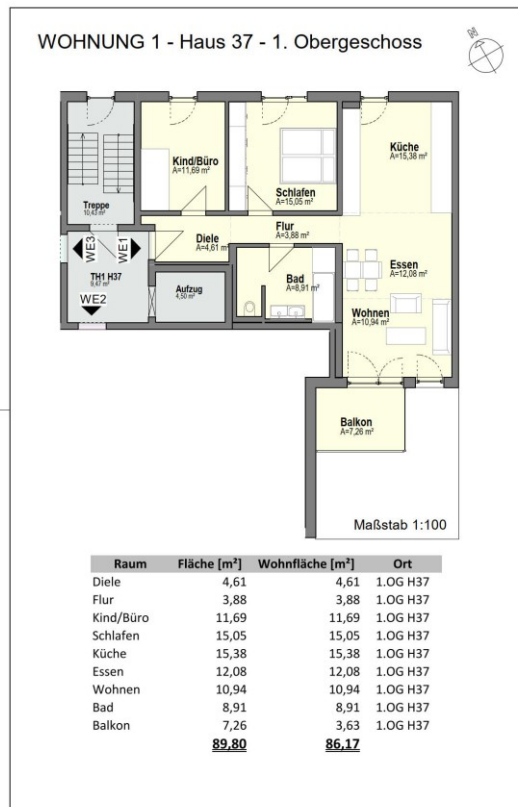 WOHNUNG 1 - Haus 37 - 1. Obergeschoss
N
Küche
A=15,38 m²
Kind/Büro
A=11,69 m²
Schlafen
A=15,05 m²
Treppe
10,63 m²
Flur
A=3,88 m²
Diele
A=4,61 m²
WE3
WE1
TH1 H37
9,47 m²
WE2
Aufzug
4,50 m²
Bad
A=8,91 m²
Essen
A=12,08 m²
Wohnen
A=10,94 m²
Balkon
A=7,26 m²
Maßstab 1:100
Raum Fläche [m²] Wohnfläche [m²] Ort
Diele 4,61 4,61 1.OG H37
Flur 3,88 3,88 1.OG H37
Kind/Büro 11,69 11,69 1.OG H37
Schlafen 15,05 15,05 1.OG H37
Küche 15,38 15,38 1.OG H37
Essen 12,08 12,08 1.OG H37
Wohnen 10,94 10,94 1.OG H37
Bad 8,91 8,91 1.OG H37
Balkon 7,26 3,63 1.OG H37
89,80 86,17